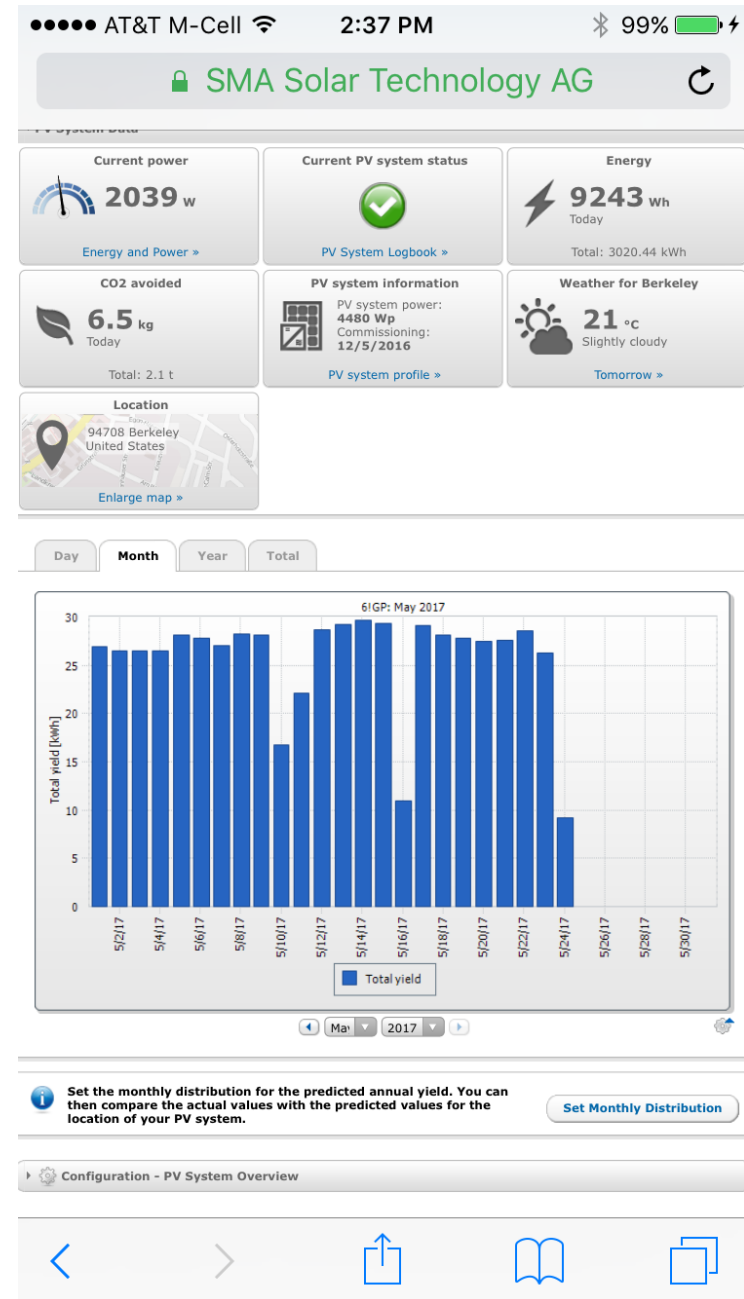 AT&T M-Cell 2:37 PM 99%
SMA Solar Technology AG
PV System Data
Current power
2039 W
Energy and Power »
Current PV system status
PV System Logbook »
Energy
9243 Wh
Today
Total: 3020.44 kWh
CO2 avoided
6.5 kg
Today
Total: 2.1 t
PV system information
PV system power:
4480 Wp
Commissioning:
12/5/2016
PV system profile »
Weather for Berkeley
21 °C
Slightly cloudy
Tomorrow »
Location
94708 Berkeley
United States
Enlarge map »
Day Month Year Total
6!GP: May 2017
Total yield [kWh]
30
25
20
15
10
5
0
5/2/17 5/4/17 5/6/17 5/8/17 5/10/17 5/12/17 5/14/17 5/16/17 5/18/17 5/20/17 5/22/17 5/24/17 5/26/17 5/28/17 5/30/17
Total yield
May 2017
Set the monthly distribution for the predicted annual yield. You can
then compare the actual values with the predicted values for the
location of your PV system.
Set Monthly Distribution
Configuration - PV System Overview